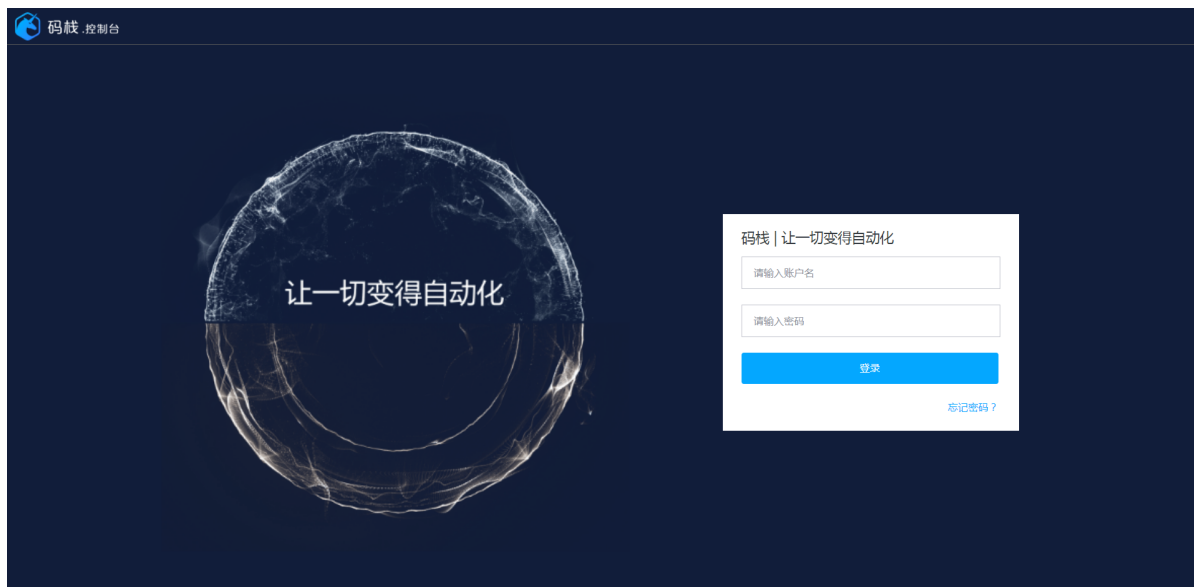 码栈.控制台
让一切变得自动化
码栈 | 让一切变得自动化
请输入账户名
请输入密码
登录
忘记密码？